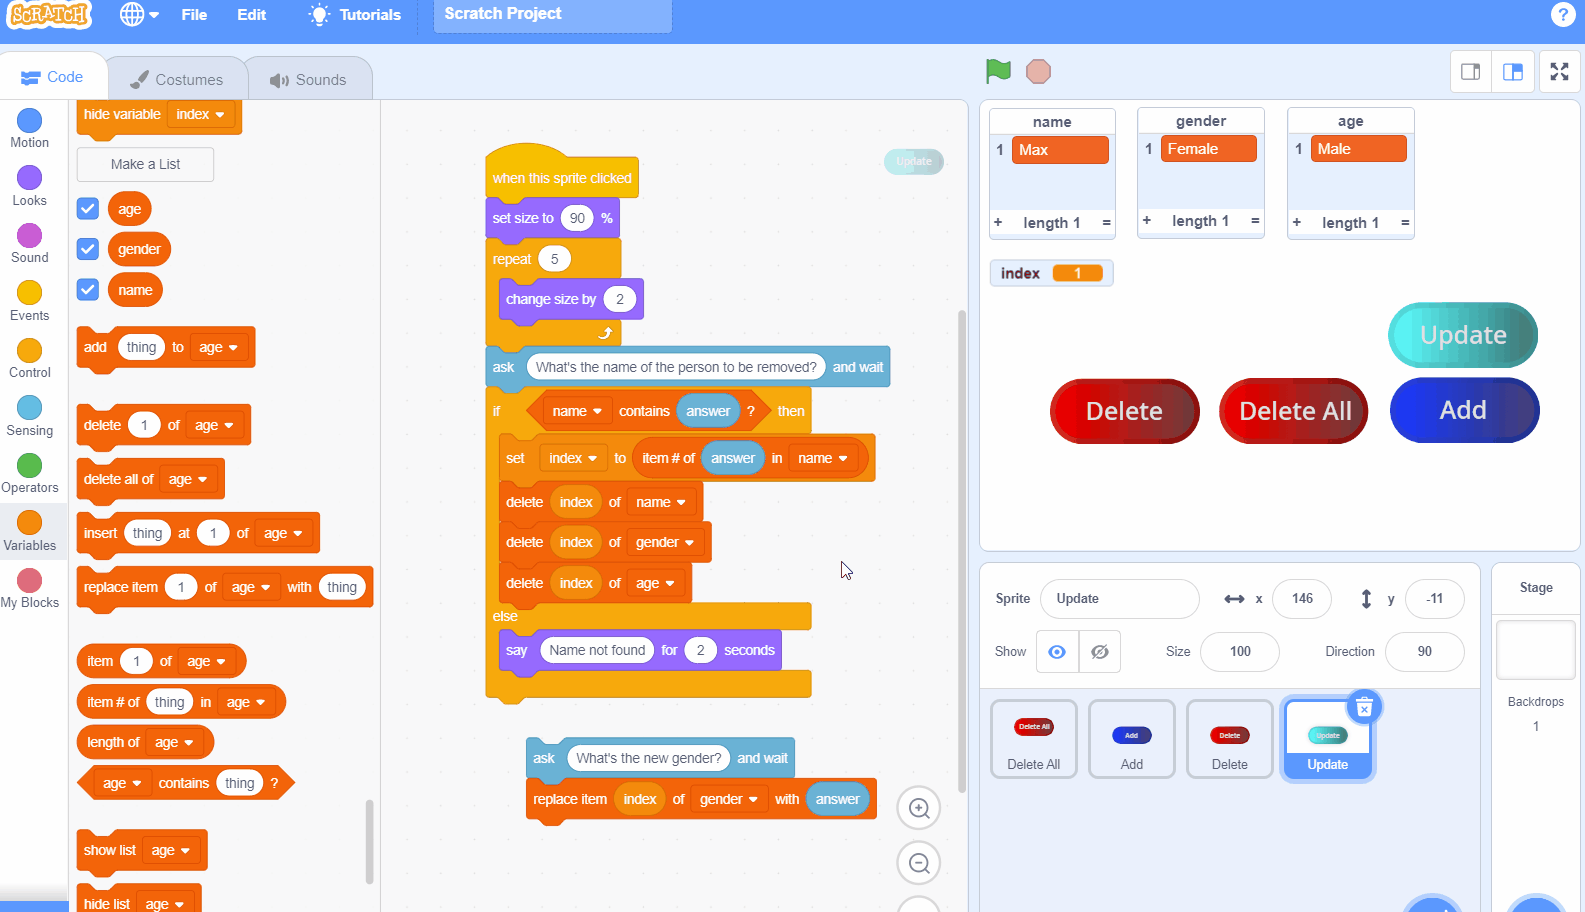 SCRATCH File Edit Tutorials Scratch Project ?
Code Costumes Sounds
Motion
Looks
Sound
Events
Control
Sensing
Operators
Variables
My Blocks
hide variable index
Make a List
age
gender
name
add thing to age
delete 1 of age
delete all of age
insert thing at 1 of age
replace item 1 of age with thing
item 1 of age
item # of thing in age
length of age
age contains thing ?
show list age
hide list age
when this sprite clicked
set size to 90 %
repeat 5
change size by 2
ask What's the name of the person to be removed? and wait
if name contains answer ? then
set index to item # of answer in name
delete index of name
delete index of gender
delete index of age
else
say Name not found for 2 seconds
ask What's the new gender? and wait
replace item index of gender with answer
Update
name
1 Max
+ length 1 =
gender
1 Female
+ length 1 =
age
1 Male
+ length 1 =
index 1
Update
Delete
Delete All
Add
Sprite Update x 146 y -11
Show Size 100 Direction 90
Delete All
Delete All
Add
Add
Delete
Delete
Update
Update
Stage
Backdrops
1